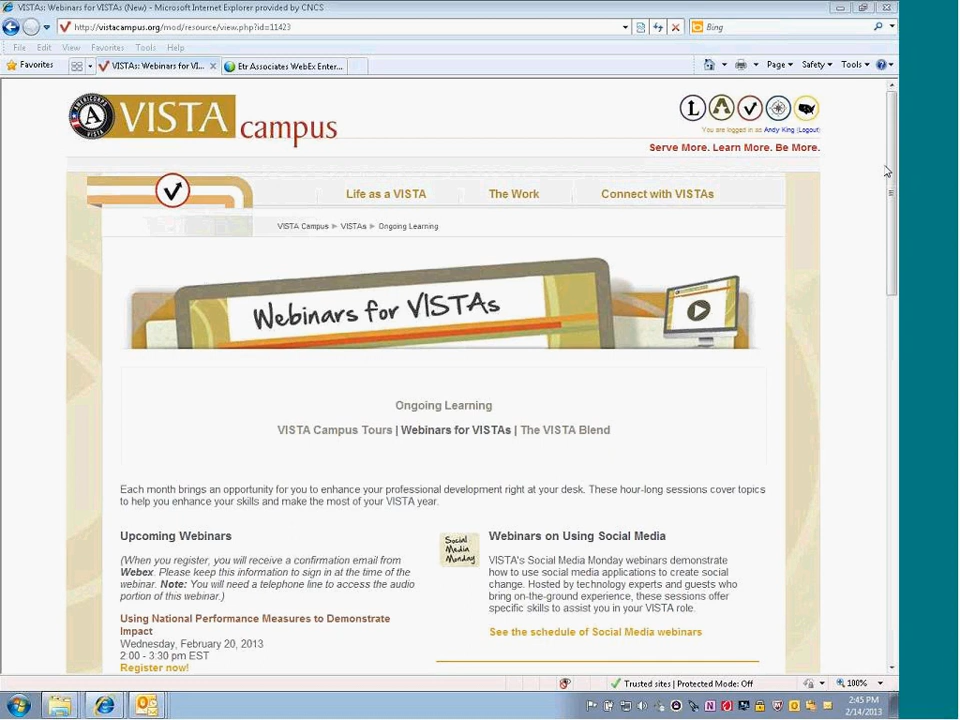 VISTAs: Webinars for VISTAs (New) - Microsoft Internet Explorer provided by CNCS
http://vistacampus.org/mod/resource/view.php?id=11423
Bing
File Edit View Favorites Tools Help
Favorites
VISTAs: Webinars for VI...
Etr Associates WebEx Enter...
Page
Safety
Tools
AMERICORPS VISTA
VISTA campus
You are logged in as Andy King (Logout)
Serve More. Learn More. Be More.
Life as a VISTA
The Work
Connect with VISTAs
VISTA Campus ► VISTAs ► Ongoing Learning
Webinars for VISTAs
Ongoing Learning
VISTA Campus Tours | Webinars for VISTAs | The VISTA Blend
Each month brings an opportunity for you to enhance your professional development right at your desk. These hour-long sessions cover topics
to help you enhance your skills and make the most of your VISTA year.
Upcoming Webinars
(When you register, you will receive a confirmation email from
Webex. Please keep this information to sign in at the time of the
webinar. Note: You will need a telephone line to access the audio
portion of this webinar.)
Using National Performance Measures to Demonstrate
Impact
Wednesday, February 20, 2013
2:00 - 3:30 pm EST
Register now!
Social
Media
Monday
Webinars on Using Social Media
VISTA's Social Media Monday webinars demonstrate
how to use social media applications to create social
change. Hosted by technology experts and guests who
bring on-the-ground experience, these sessions offer
specific skills to assist you in your VISTA role.
See the schedule of Social Media webinars
Trusted sites | Protected Mode: Off
100%
2:45 PM
2/14/2013